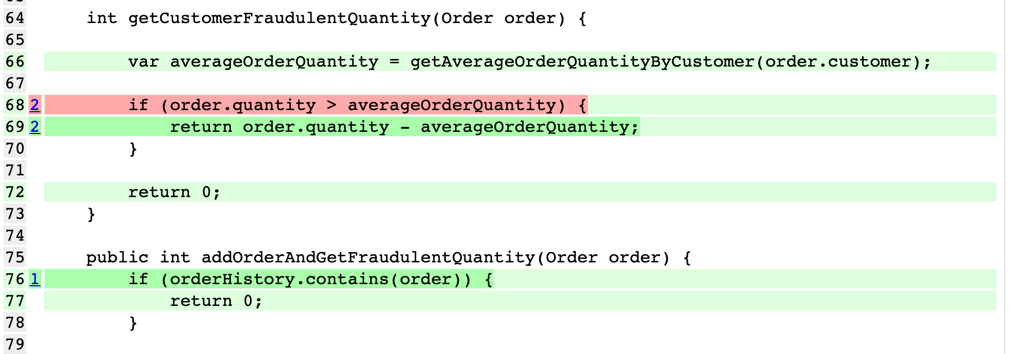 64 int getCustomerFraudulentQuantity(Order order) {
65
66 var averageOrderQuantity = getAverageOrderQuantityByCustomer(order.customer);
67
68 2 if (order.quantity > averageOrderQuantity) {
69 2 return order.quantity - averageOrderQuantity;
70 }
71
72 return 0;
73 }
74
75 public int addOrderAndGetFraudulentQuantity(Order order) {
76 1 if (orderHistory.contains(order)) {
77 return 0;
78 }
79